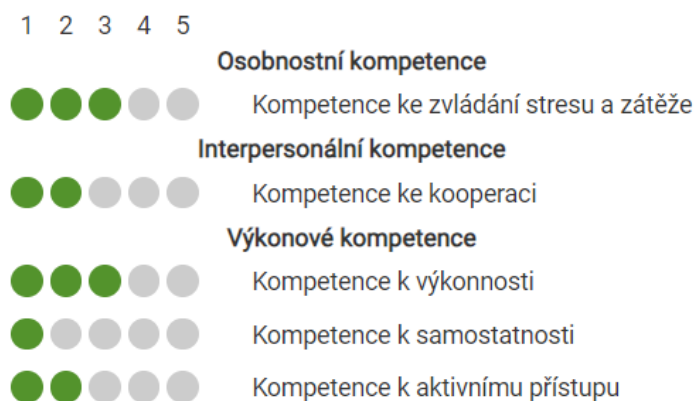 1 2 3 4 5
Osobnostní kompetence
Kompetence ke zvládání stresu a zátěže
Interpersonální kompetence
Kompetence ke kooperaci
Výkonové kompetence
Kompetence k výkonnosti
Kompetence k samostatnosti
Kompetence k aktivnímu přístupu